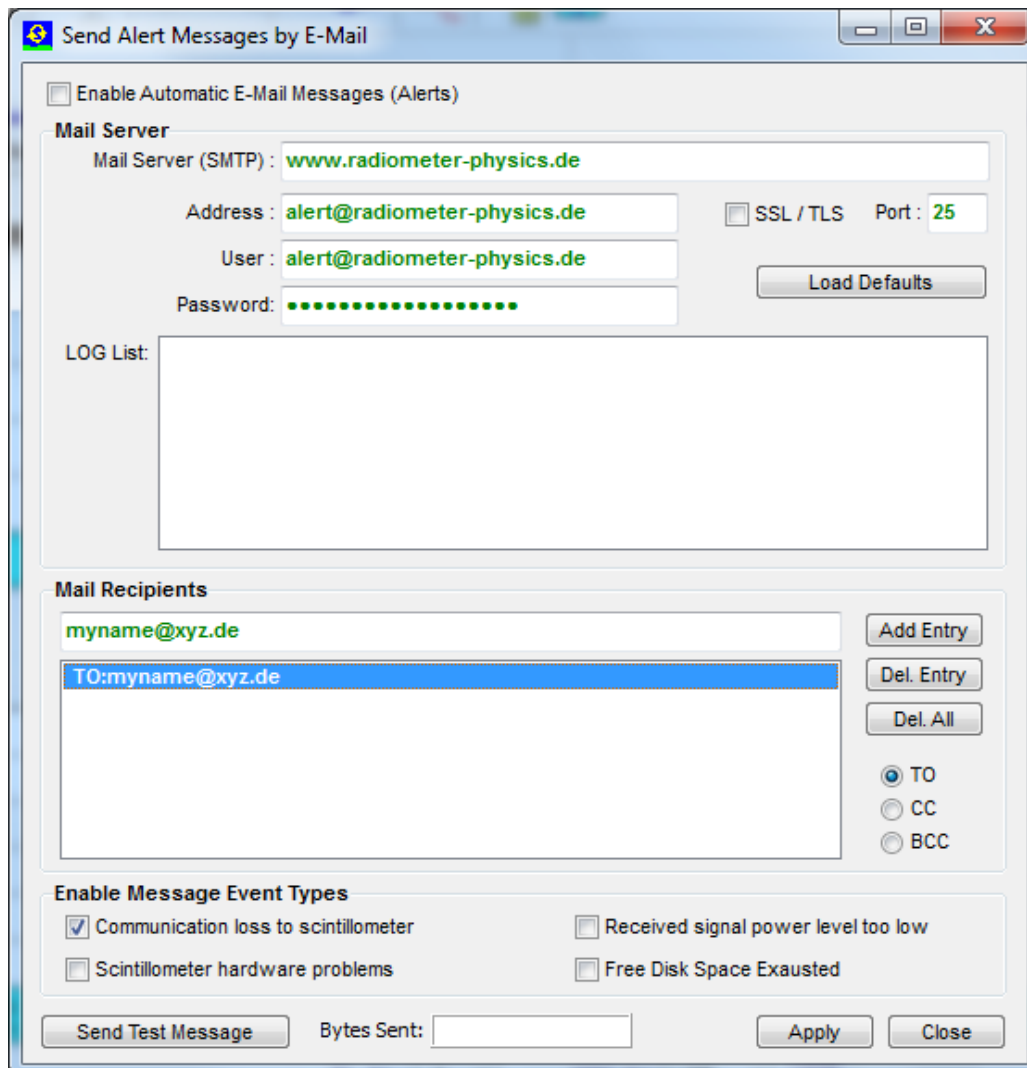 Send Alert Messages by E-Mail
Enable Automatic E-Mail Messages (Alerts)
Mail Server
Mail Server (SMTP) : www.radiometer-physics.de
Address : alert@radiometer-physics.de SSL / TLS Port : 25
User : alert@radiometer-physics.de
Load Defaults
Password: ••••••••••••••••••
LOG List:
Mail Recipients
myname@xyz.de Add Entry
TO:myname@xyz.de Del. Entry
Del. All
TO
CC
BCC
Enable Message Event Types
Communication loss to scintillometer Received signal power level too low
Scintillometer hardware problems Free Disk Space Exausted
Send Test Message Bytes Sent: Apply Close